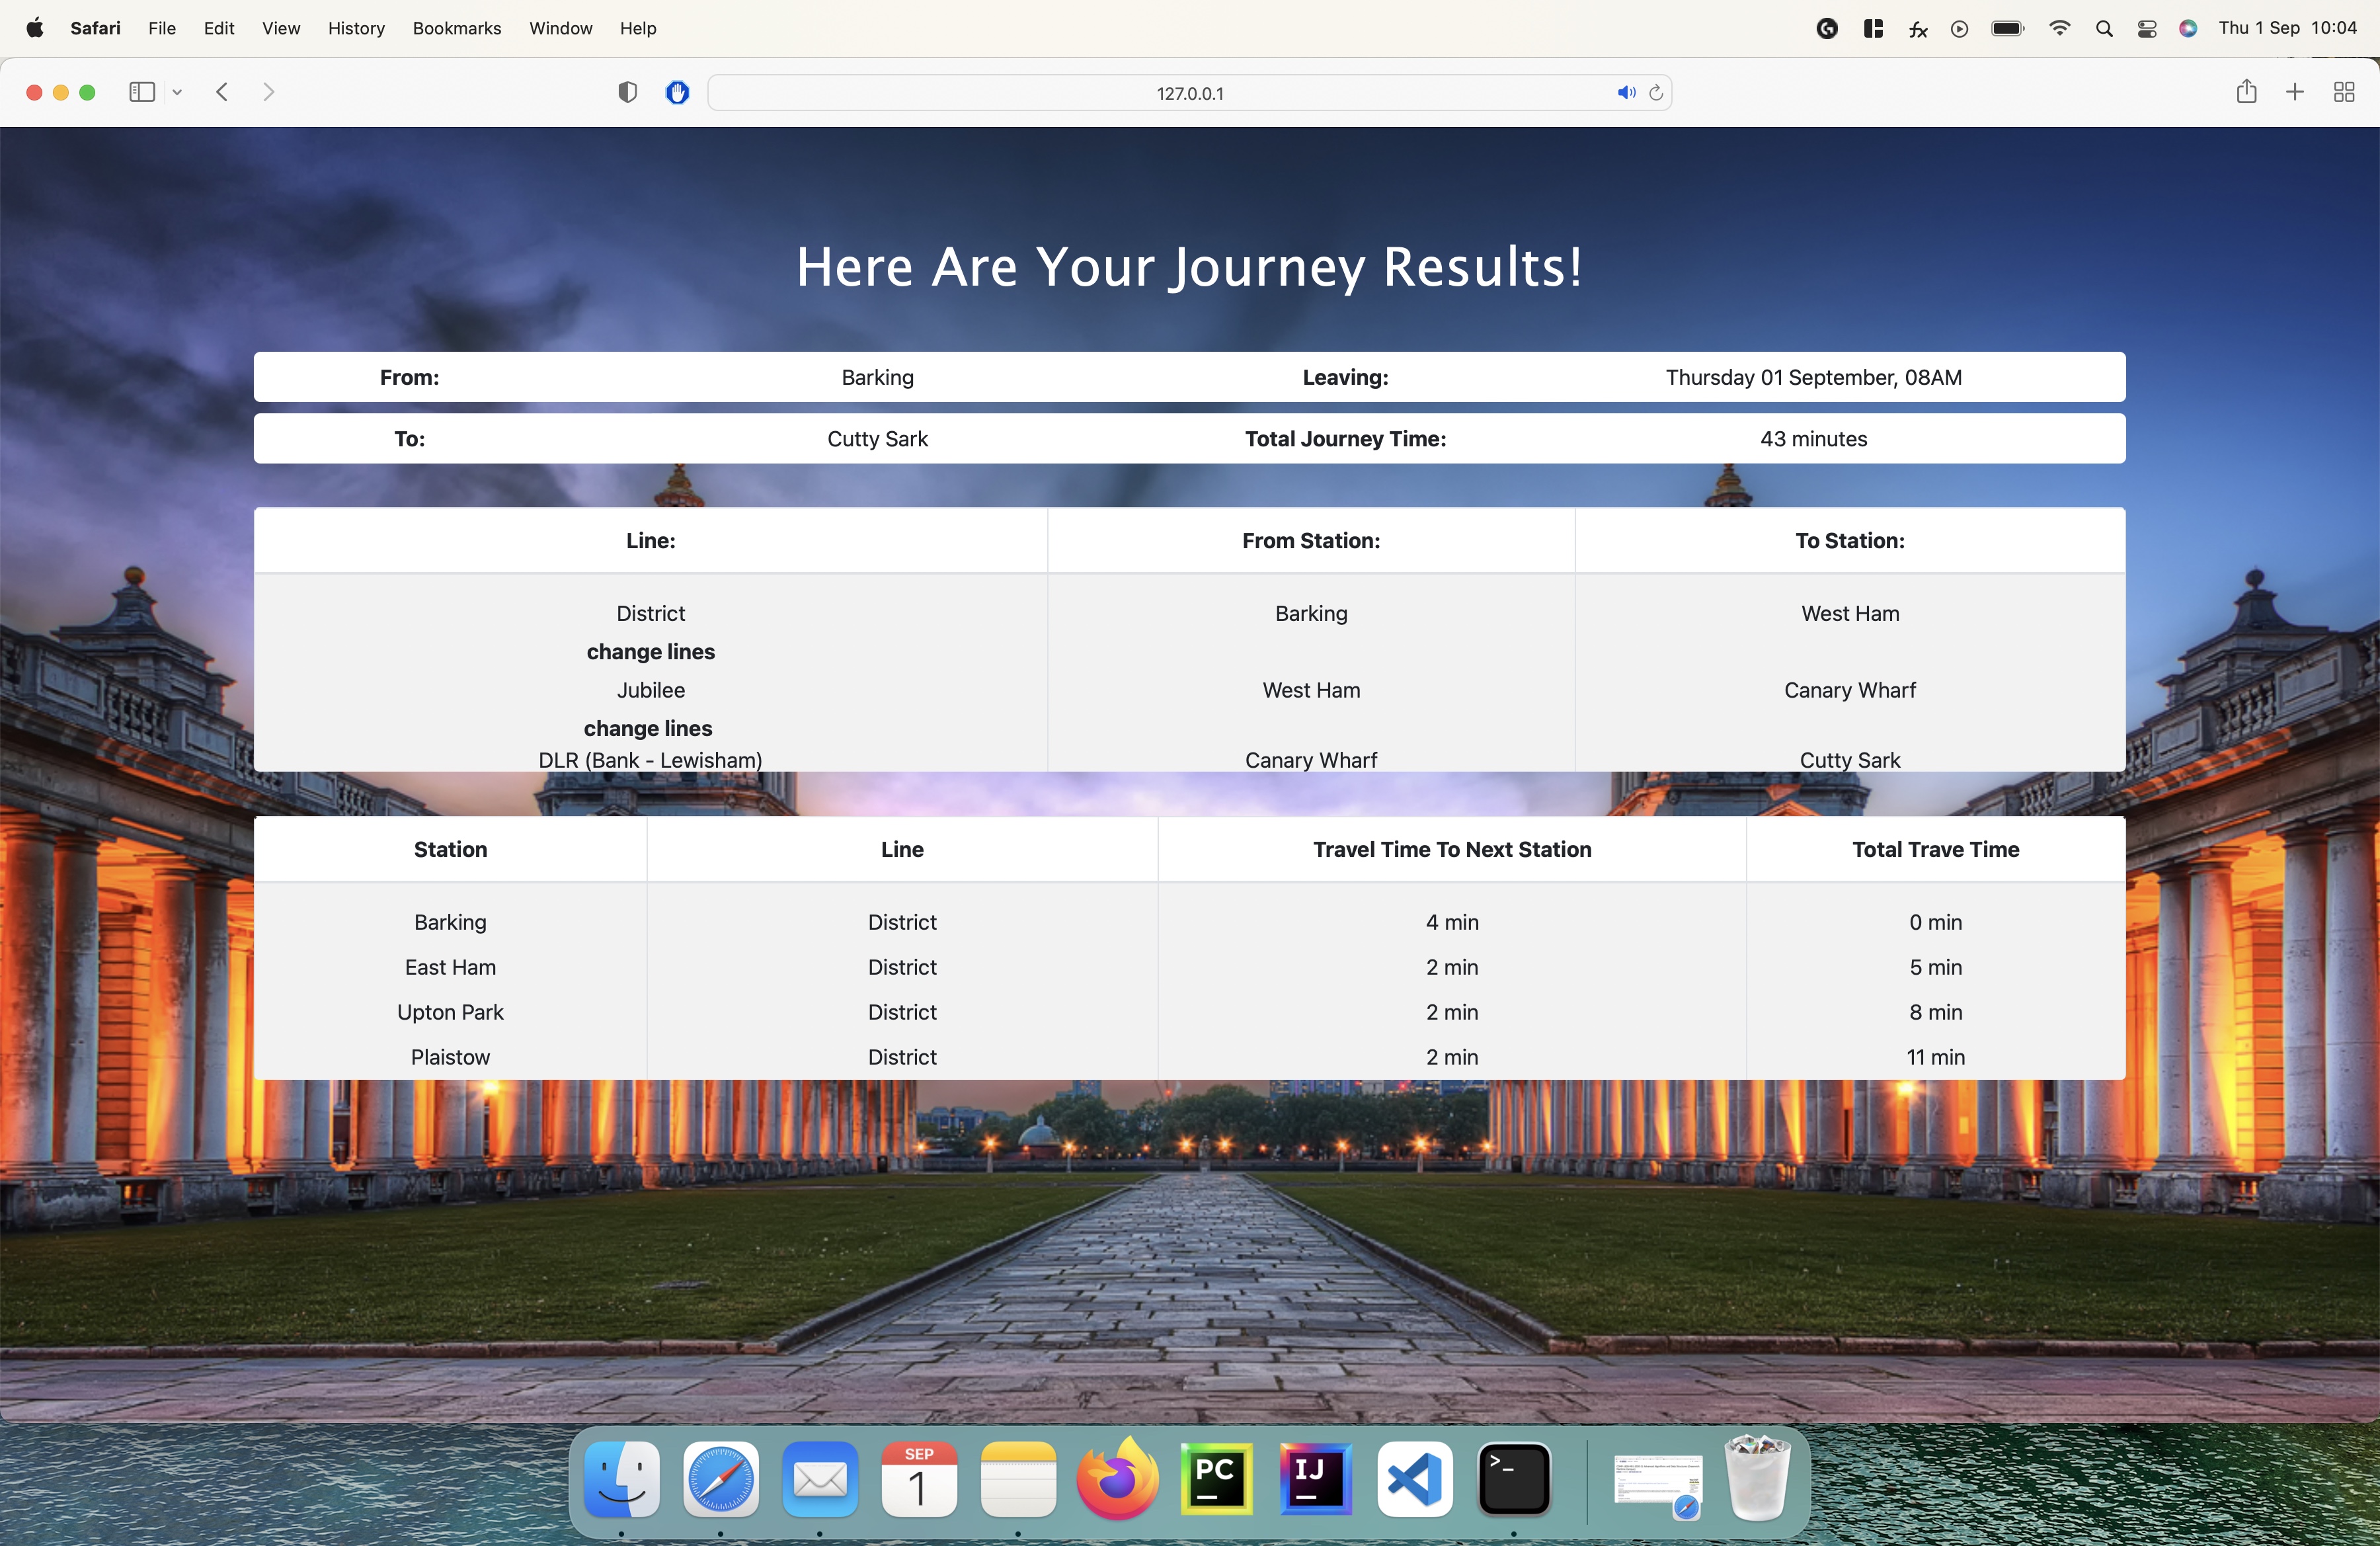 Safari File Edit View History Bookmarks Window Help Thu 1 Sep 10:04
127.0.0.1
Here Are Your Journey Results!
From: Barking Leaving: Thursday 01 September, 08AM
To: Cutty Sark Total Journey Time: 43 minutes
Line: From Station: To Station:
District Barking West Ham
change lines
Jubilee West Ham Canary Wharf
change lines
DLR (Bank - Lewisham) Canary Wharf Cutty Sark
Station Line Travel Time To Next Station Total Trave Time
Barking District 4 min 0 min
East Ham District 2 min 5 min
Upton Park District 2 min 8 min
Plaistow District 2 min 11 min
SEP
1
PC
IJ
>_